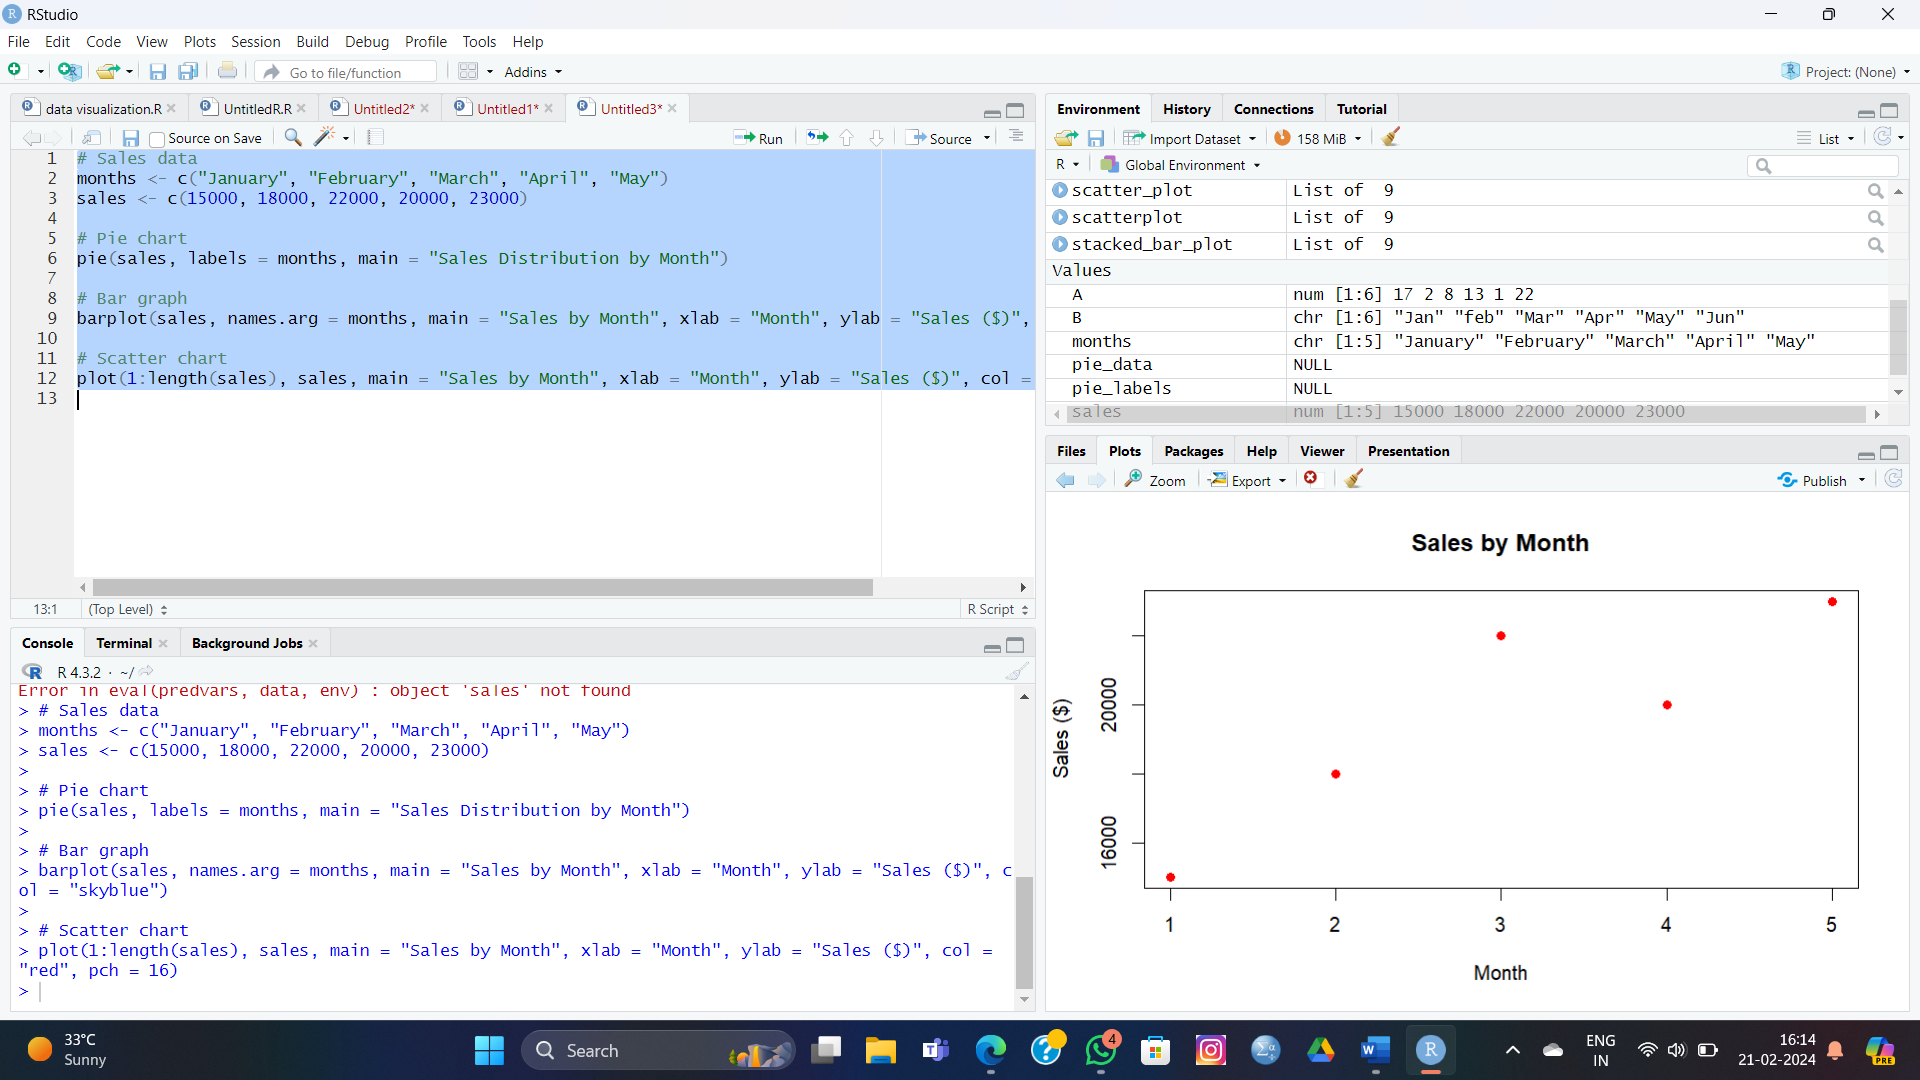 RStudio
File Edit Code View Plots Session Build Debug Profile Tools Help
Go to file/function Addins Project: (None)
data visualization.R UntitledR.R Untitled2* Untitled1* Untitled3*
Source on Save Run Source
1 # Sales data
2 months <- c("January", "February", "March", "April", "May")
3 sales <- c(15000, 18000, 22000, 20000, 23000)
4
5 # Pie chart
6 pie(sales, labels = months, main = "Sales Distribution by Month")
7
8 # Bar graph
9 barplot(sales, names.arg = months, main = "Sales by Month", xlab = "Month", ylab = "Sales ($)",
10
11 # Scatter chart
12 plot(1:length(sales), sales, main = "Sales by Month", xlab = "Month", ylab = "Sales ($)", col =
13
13:1 (Top Level) R Script
Console Terminal Background Jobs
R 4.3.2 · ~/
Error in eval(predvars, data, env) : object 'sales' not found
> # Sales data
> months <- c("January", "February", "March", "April", "May")
> sales <- c(15000, 18000, 22000, 20000, 23000)
>
> # Pie chart
> pie(sales, labels = months, main = "Sales Distribution by Month")
>
> # Bar graph
> barplot(sales, names.arg = months, main = "Sales by Month", xlab = "Month", ylab = "Sales ($)", c
ol = "skyblue")
>
> # Scatter chart
> plot(1:length(sales), sales, main = "Sales by Month", xlab = "Month", ylab = "Sales ($)", col =
"red", pch = 16)
>
Environment History Connections Tutorial
Import Dataset 158 MiB List
R Global Environment
scatter_plot List of 9
scatterplot List of 9
stacked_bar_plot List of 9
Values
A num [1:6] 17 2 8 13 1 22
B chr [1:6] "Jan" "feb" "Mar" "Apr" "May" "Jun"
months chr [1:5] "January" "February" "March" "April" "May"
pie_data NULL
pie_labels NULL
sales num [1:5] 15000 18000 22000 20000 23000
Files Plots Packages Help Viewer Presentation
Zoom Export Publish
Sales by Month
Sales ($)
20000
16000
1 2 3 4 5
Month
33°C
Sunny
Search
4
ENG
IN
16:14
21-02-2024
PRE